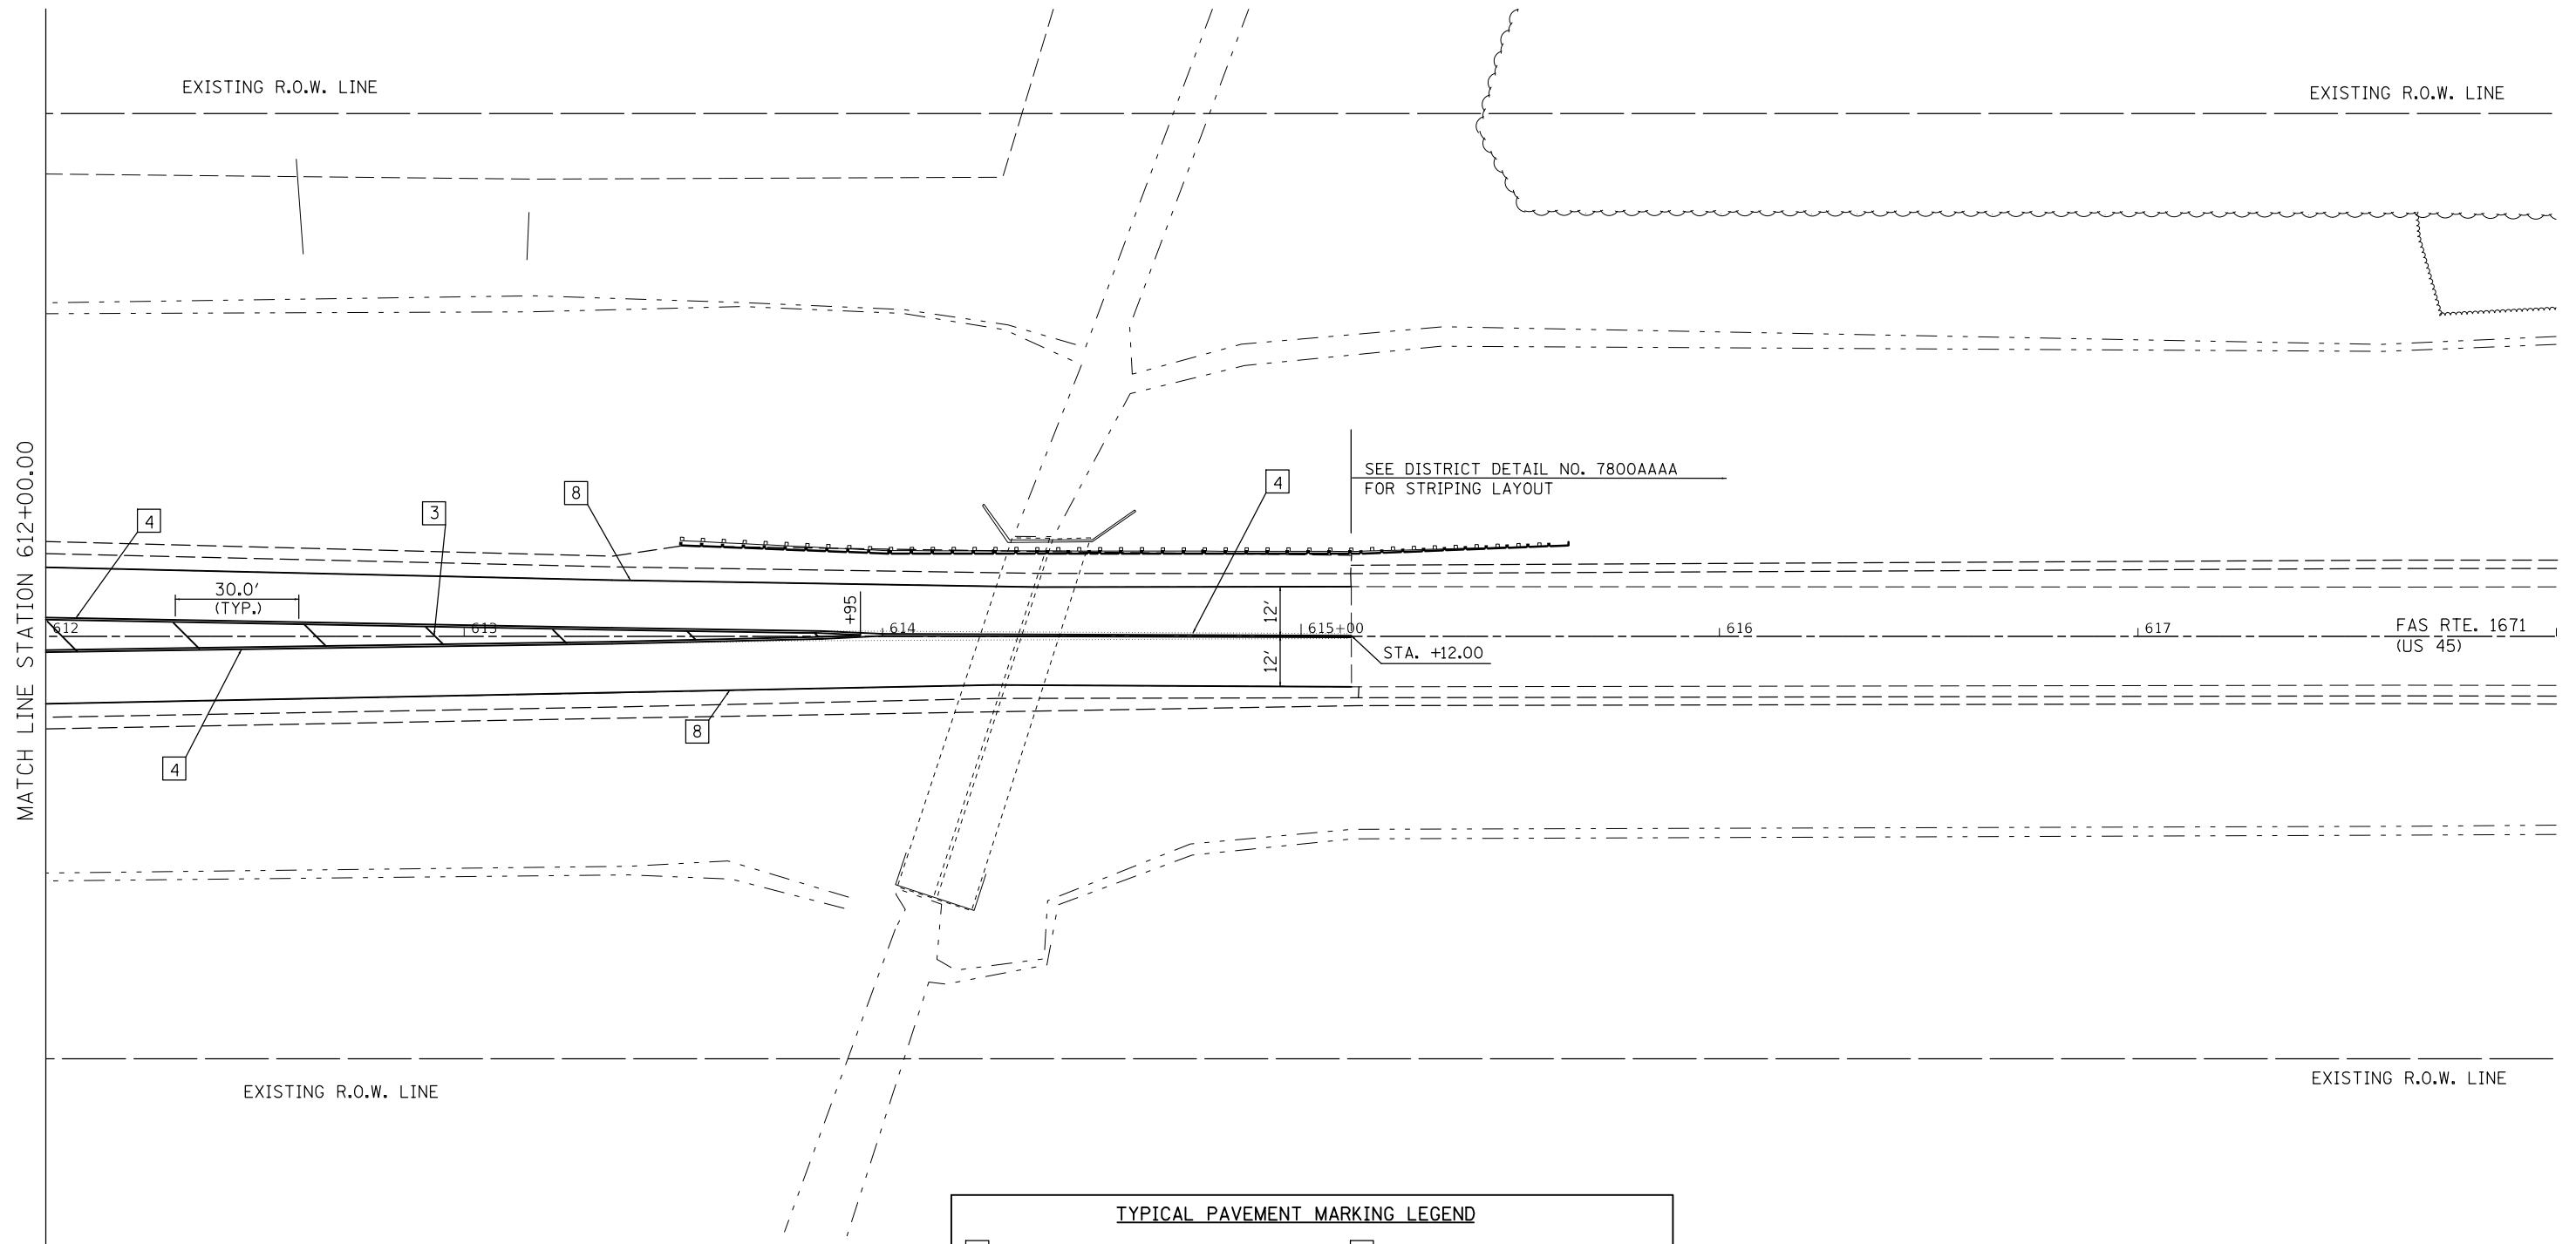 EXISTING R.O.W. LINE
EXISTING R.O.W. LINE
MATCH LINE STATION 612+00.00
SEE DISTRICT DETAIL NO. 7800AAAA
FOR STRIPING LAYOUT
4
8
3
4
30.0'
(TYP.)
+95
12'
12'
612
613
614
615+00
616
617
FAS RTE. 1671
(US 45)
STA. +12.00
8
4
EXISTING R.O.W. LINE
EXISTING R.O.W. LINE
TYPICAL PAVEMENT MARKING LEGEND